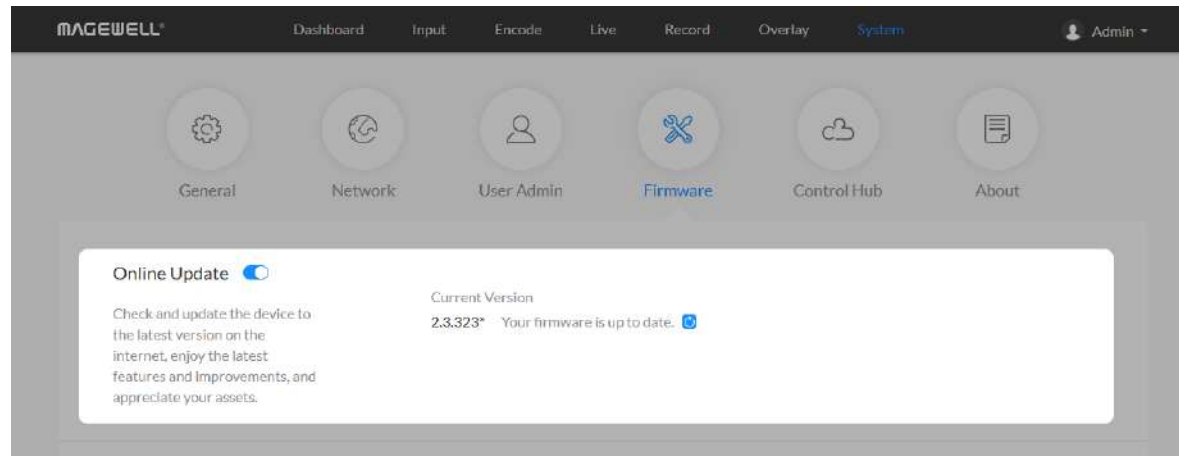 MAGEWELL®
Dashboard Input Encode Live Record Overlay System Admin
General Network User Admin Firmware Control Hub About
Online Update
Check and update the device to
the latest version on the
internet, enjoy the latest
features and improvements, and
appreciate your assets.
Current Version
2.3.323* Your firmware is up to date.